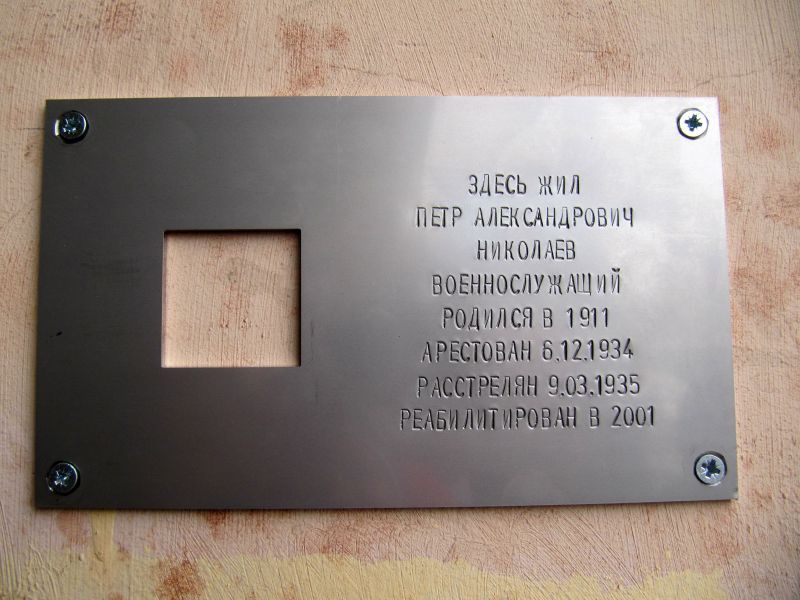 ЗДЕСЬ ЖИЛ
ПЕТР АЛЕКСАНДРОВИЧ
НИКОЛАЕВ
ВОЕННОСЛУЖАЩИЙ
РОДИЛСЯ В 1911
АРЕСТОВАН 6.12.1934
РАССТРЕЛЯН 9.03.1935
РЕАБИЛИТИРОВАН В 2001